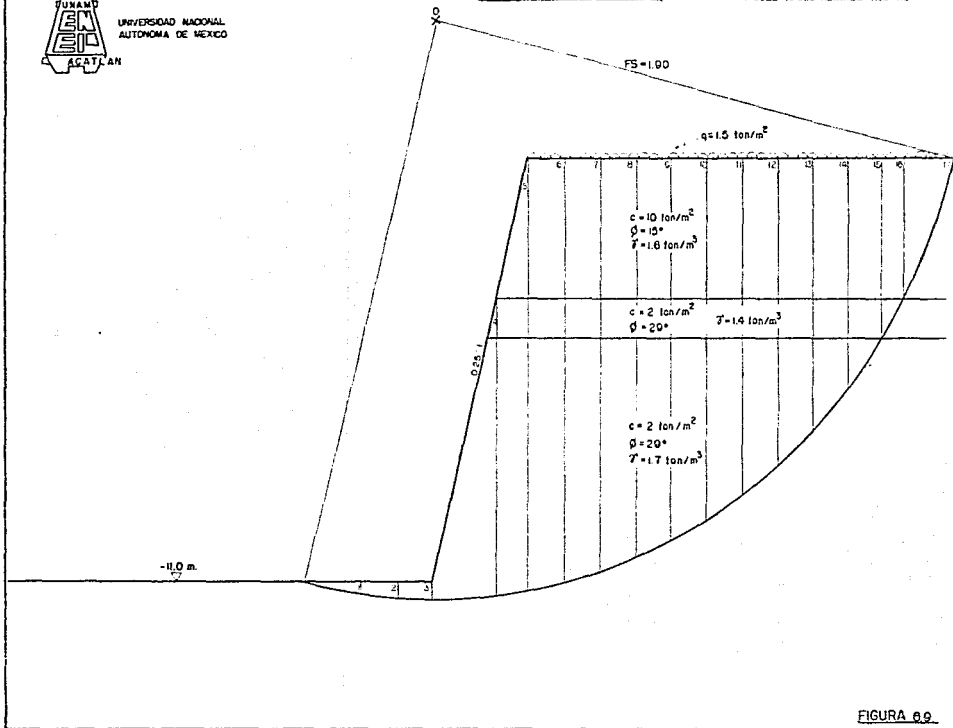 UNAM
ENEP
ACATLAN
UNIVERSIDAD NACIONAL
AUTONOMA DE MEXICO
O
FS=1.90
q=1.5 ton/m²
5 6 7 8 9 10 11 12 13 14 15 16 17
c=10 ton/m²
Ø=15°
γ=1.6 ton/m³
c=2 ton/m²
Ø=29°
γ=1.4 ton/m³
4
0.25:1
c=2 ton/m²
Ø=29°
γ=1.7 ton/m³
-11.0 m.
1 2 3
FIGURA 6.9